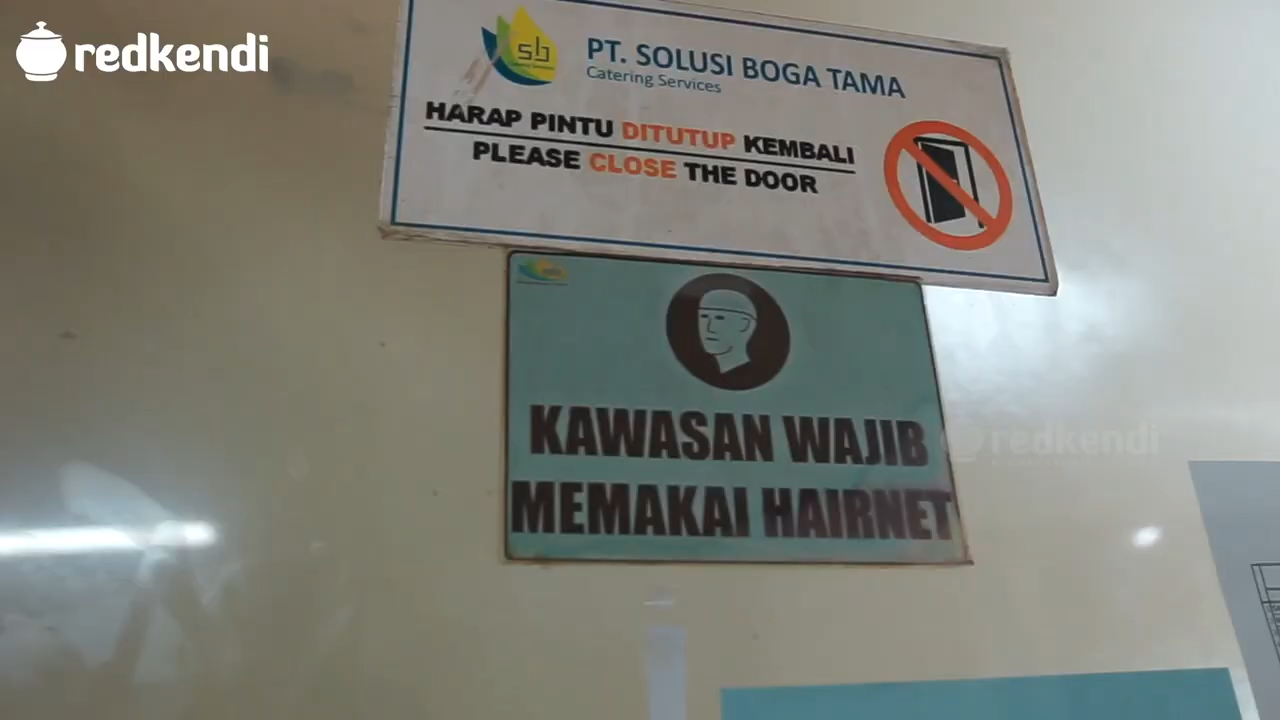 redkendi
sb
PT. SOLUSI BOGA TAMA
Catering Services
HARAP PINTU DITUTUP KEMBALI
PLEASE CLOSE THE DOOR
KAWASAN WAJIB
MEMAKAI HAIRNET
redkendi